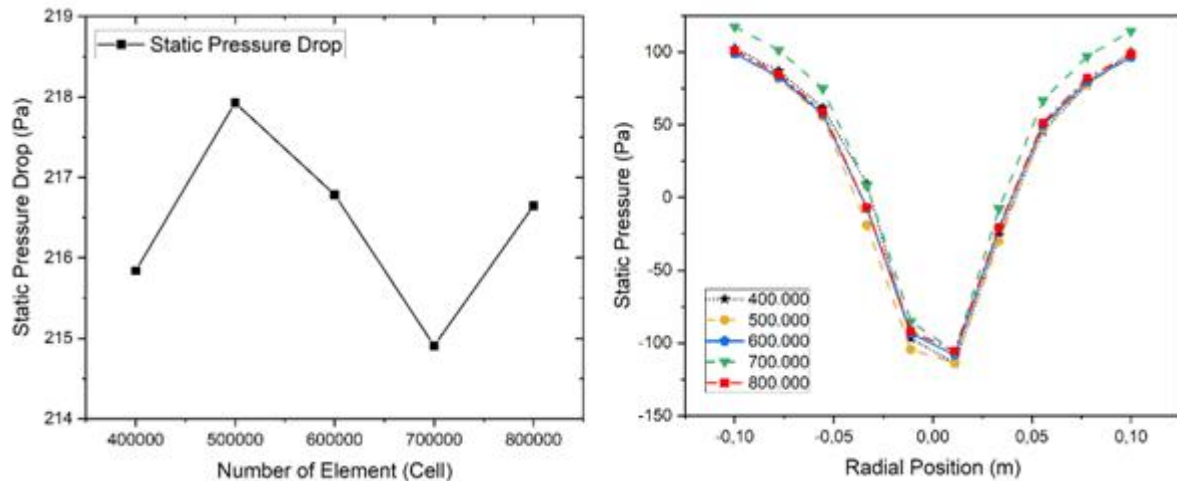 219
218
217
216
215
214
Static Pressure Drop (Pa)
Static Pressure Drop
400000 500000 600000 700000 800000
Number of Element (Cell)
100
50
0
-50
-100
-150
Static Pressure (Pa)
400.000
500.000
600.000
700.000
800.000
-0,10 -0,05 0,00 0,05 0,10
Radial Position (m)